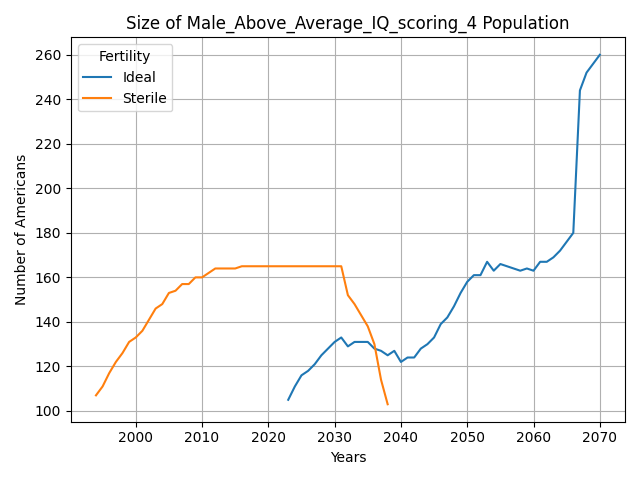 Size of Male_Above_Average_IQ_scoring_4 Population
Fertility
Ideal
Sterile
Number of Americans
260
240
220
200
180
160
140
120
100
2000
2010
2020
2030
2040
2050
2060
2070
Years